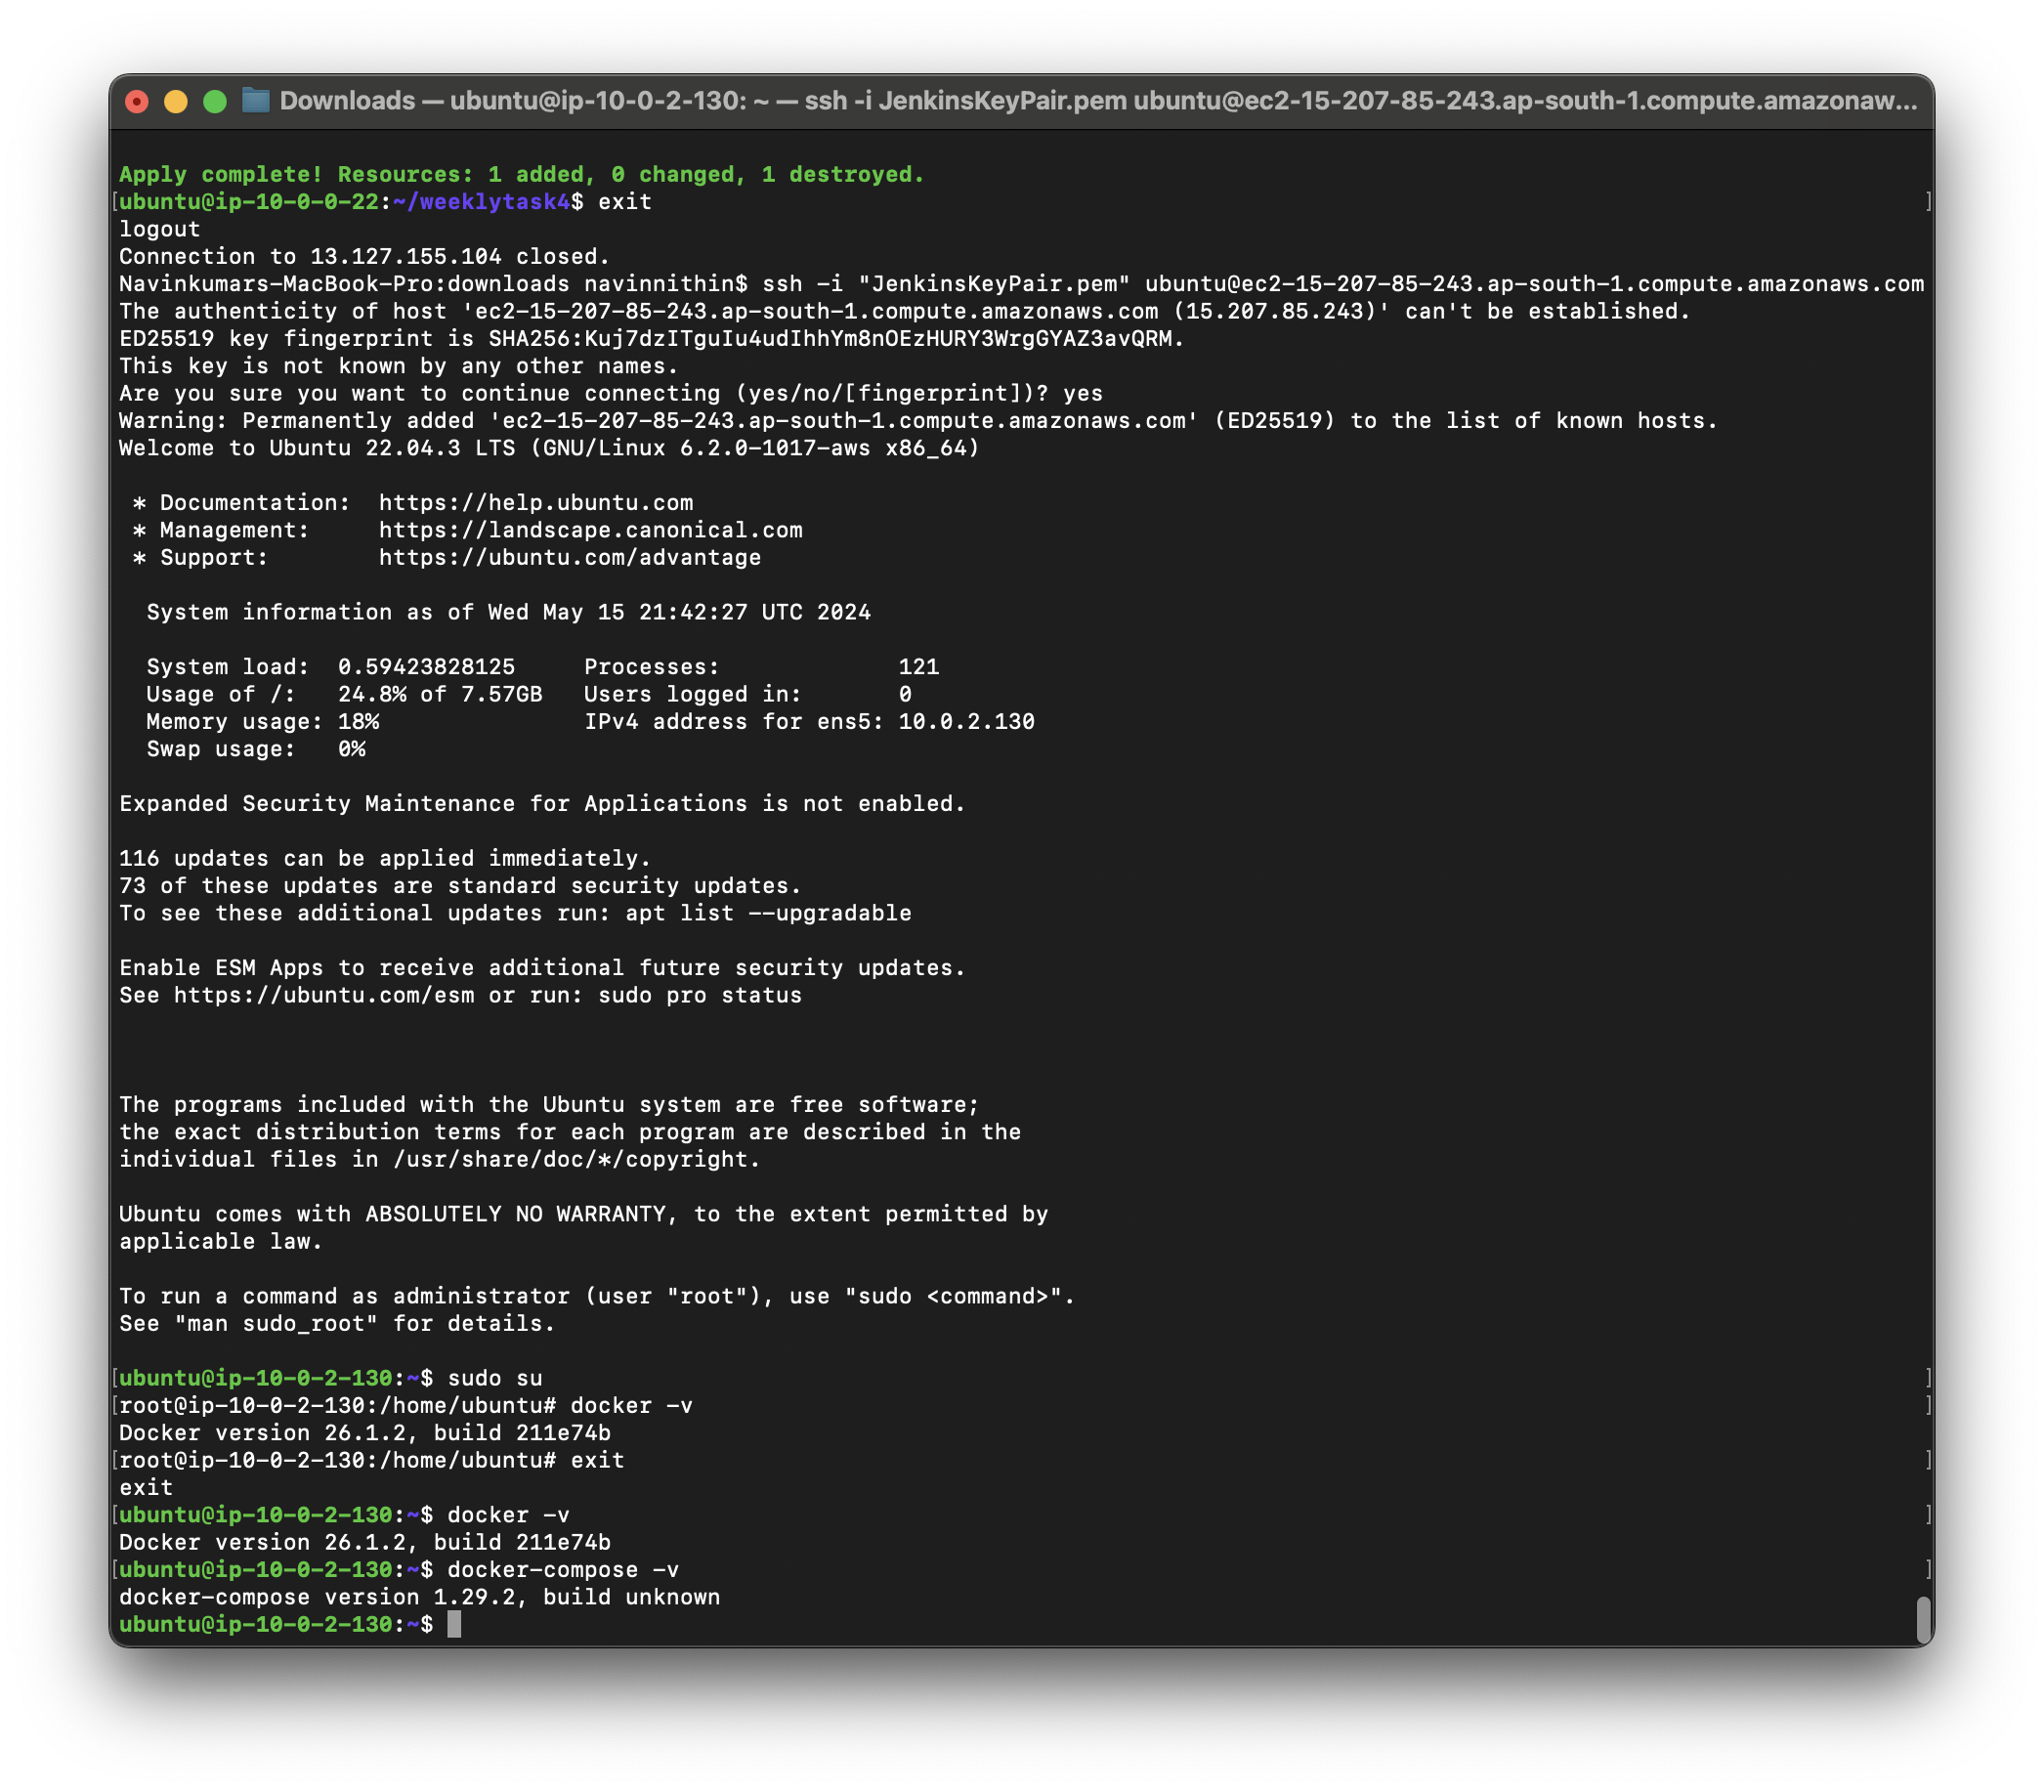 Downloads — ubuntu@ip-10-0-2-130: ~ — ssh -i JenkinsKeyPair.pem ubuntu@ec2-15-207-85-243.ap-south-1.compute.amazonaw...
Apply complete! Resources: 1 added, 0 changed, 1 destroyed.
[ubuntu@ip-10-0-0-22:~/weeklytask4$ exit ]
logout
Connection to 13.127.155.104 closed.
Navinkumars-MacBook-Pro:downloads navinnithin$ ssh -i "JenkinsKeyPair.pem" ubuntu@ec2-15-207-85-243.ap-south-1.compute.amazonaws.com
The authenticity of host 'ec2-15-207-85-243.ap-south-1.compute.amazonaws.com (15.207.85.243)' can't be established.
ED25519 key fingerprint is SHA256:Kuj7dzITguIu4udIhhYm8nOEzHURY3WrgGYAZ3avQRM.
This key is not known by any other names.
Are you sure you want to continue connecting (yes/no/[fingerprint])? yes
Warning: Permanently added 'ec2-15-207-85-243.ap-south-1.compute.amazonaws.com' (ED25519) to the list of known hosts.
Welcome to Ubuntu 22.04.3 LTS (GNU/Linux 6.2.0-1017-aws x86_64)
* Documentation:  https://help.ubuntu.com
* Management:     https://landscape.canonical.com
* Support:        https://ubuntu.com/advantage
System information as of Wed May 15 21:42:27 UTC 2024
System load:  0.59423828125     Processes:             121
Usage of /:   24.8% of 7.57GB   Users logged in:       0
Memory usage: 18%               IPv4 address for ens5: 10.0.2.130
Swap usage:   0%
Expanded Security Maintenance for Applications is not enabled.
116 updates can be applied immediately.
73 of these updates are standard security updates.
To see these additional updates run: apt list --upgradable
Enable ESM Apps to receive additional future security updates.
See https://ubuntu.com/esm or run: sudo pro status
The programs included with the Ubuntu system are free software;
the exact distribution terms for each program are described in the
individual files in /usr/share/doc/*/copyright.
Ubuntu comes with ABSOLUTELY NO WARRANTY, to the extent permitted by
applicable law.
To run a command as administrator (user "root"), use "sudo <command>".
See "man sudo_root" for details.
[ubuntu@ip-10-0-2-130:~$ sudo su ]
[root@ip-10-0-2-130:/home/ubuntu# docker -v ]
Docker version 26.1.2, build 211e74b
[root@ip-10-0-2-130:/home/ubuntu# exit ]
exit
[ubuntu@ip-10-0-2-130:~$ docker -v ]
Docker version 26.1.2, build 211e74b
[ubuntu@ip-10-0-2-130:~$ docker-compose -v ]
docker-compose version 1.29.2, build unknown
ubuntu@ip-10-0-2-130:~$